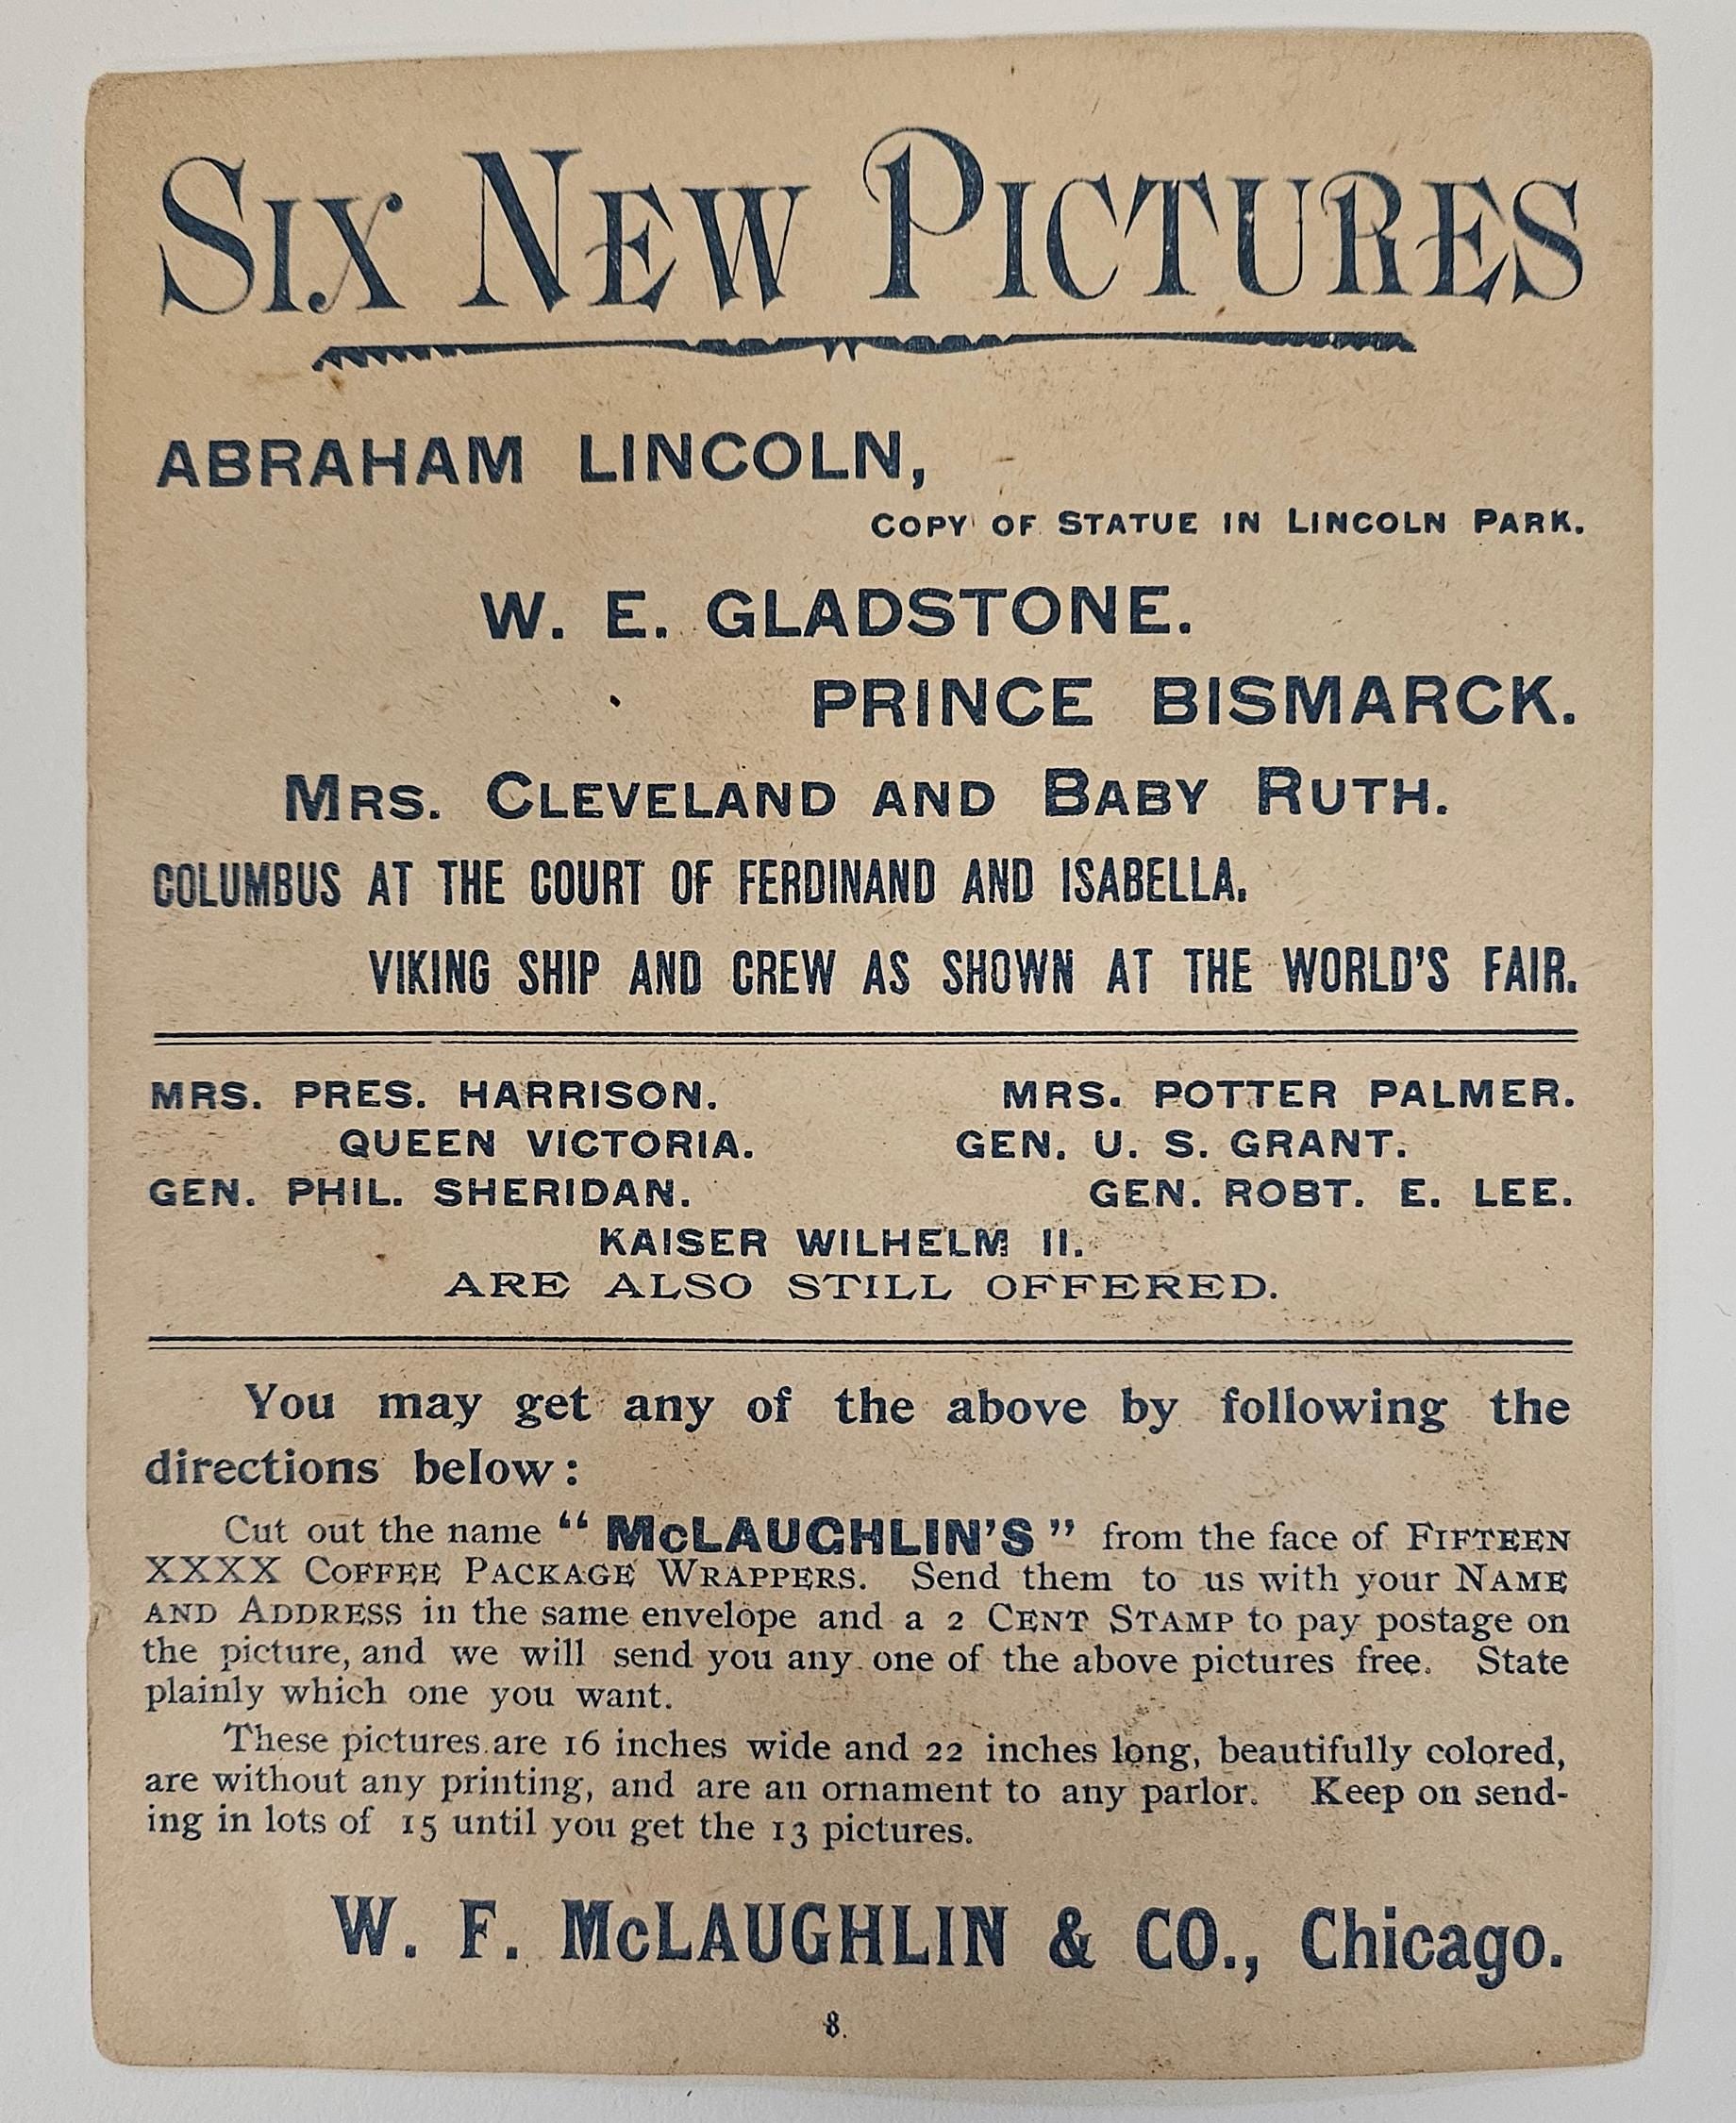 SIX NEW PICTURES
ABRAHAM LINCOLN,
COPY OF STATUE IN LINCOLN PARK.
W. E. GLADSTONE.
PRINCE BISMARCK.
MRS. CLEVELAND AND BABY RUTH.
COLUMBUS AT THE COURT OF FERDINAND AND ISABELLA.
VIKING SHIP AND CREW AS SHOWN AT THE WORLD'S FAIR.
MRS. PRES. HARRISON. MRS. POTTER PALMER.
QUEEN VICTORIA. GEN. U. S. GRANT.
GEN. PHIL. SHERIDAN. GEN. ROBT. E. LEE.
KAISER WILHELM II.
ARE ALSO STILL OFFERED.
You may get any of the above by following the
directions below:
Cut out the name "McLAUGHLIN'S" from the face of FIFTEEN
XXXX COFFEE PACKAGE WRAPPERS. Send them to us with your NAME
AND ADDRESS in the same envelope and a 2 CENT STAMP to pay postage on
the picture, and we will send you any one of the above pictures free. State
plainly which one you want.
These pictures are 16 inches wide and 22 inches long, beautifully colored,
are without any printing, and are an ornament to any parlor. Keep on send-
ing in lots of 15 until you get the 13 pictures.
W. F. McLAUGHLIN & CO., Chicago.
8.